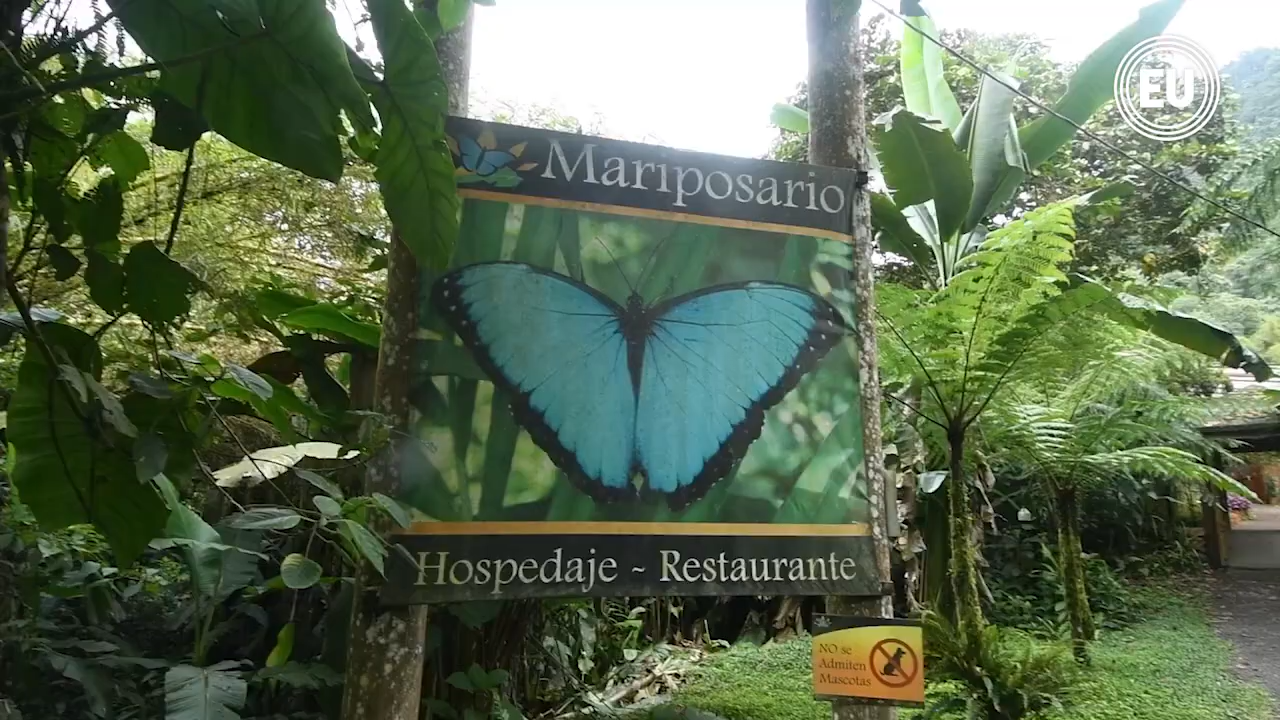 EU
Mariposario
Hospedaje ~ Restaurante
NO se
Admiten
Mascotas